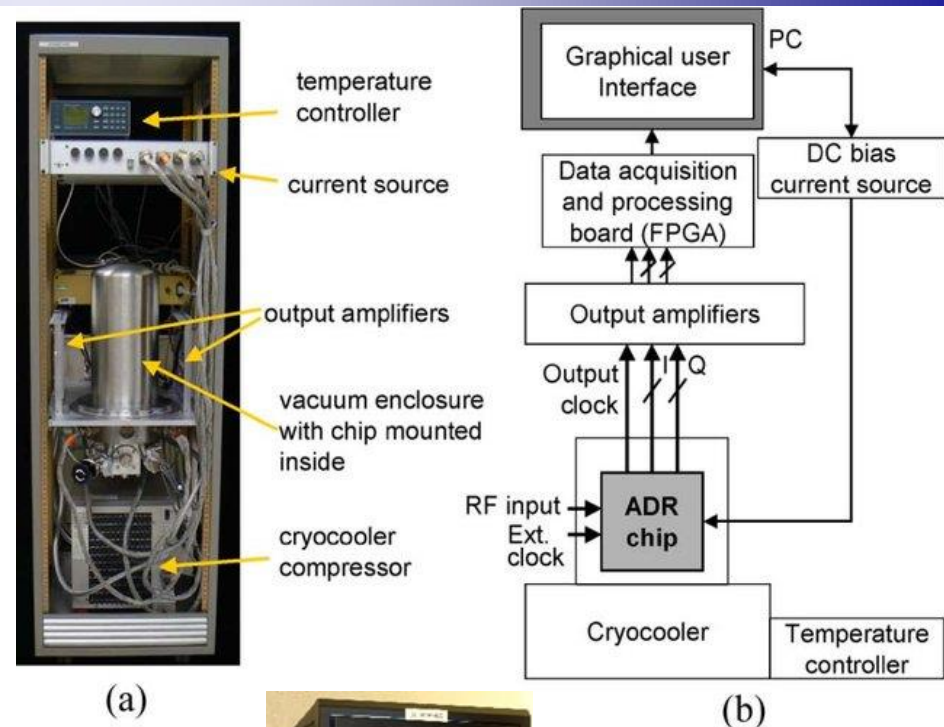 temperature
controller
current source
output amplifiers
vacuum enclosure
with chip mounted
inside
cryocooler
compressor
(a)
Graphical user
Interface
PC
DC bias
current source
Data acquisition
and processing
board (FPGA)
Output amplifiers
Output
clock
I
Q
RF input
Ext.
clock
ADR
chip
Cryocooler
Temperature
controller
(b)